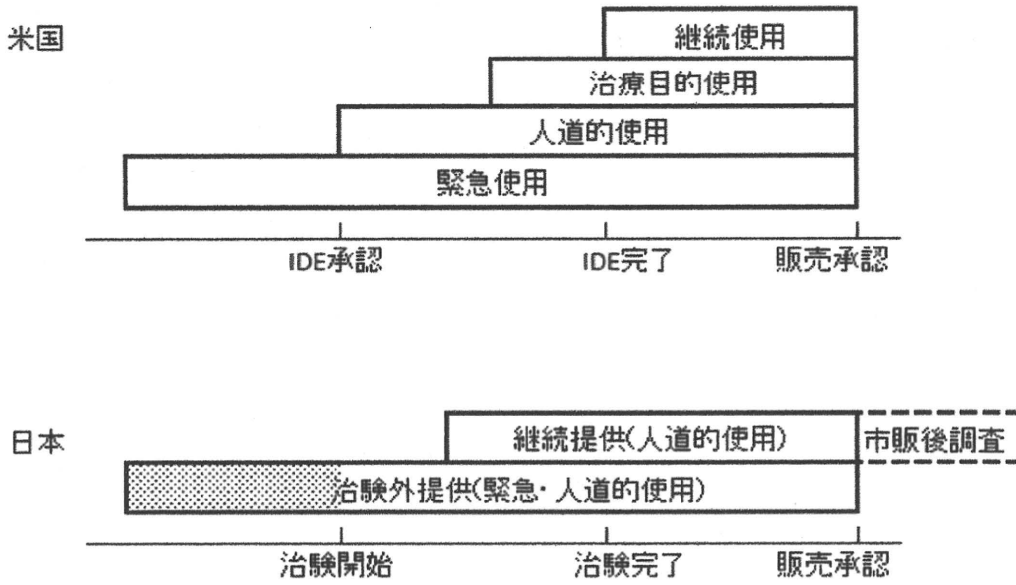 米国
継続使用
治療目的使用
人道的使用
緊急使用
IDE承認
IDE完了
販売承認
日本
継続提供(人道的使用)
市販後調査
治験外提供(緊急・人道的使用)
治験開始
治験完了
販売承認